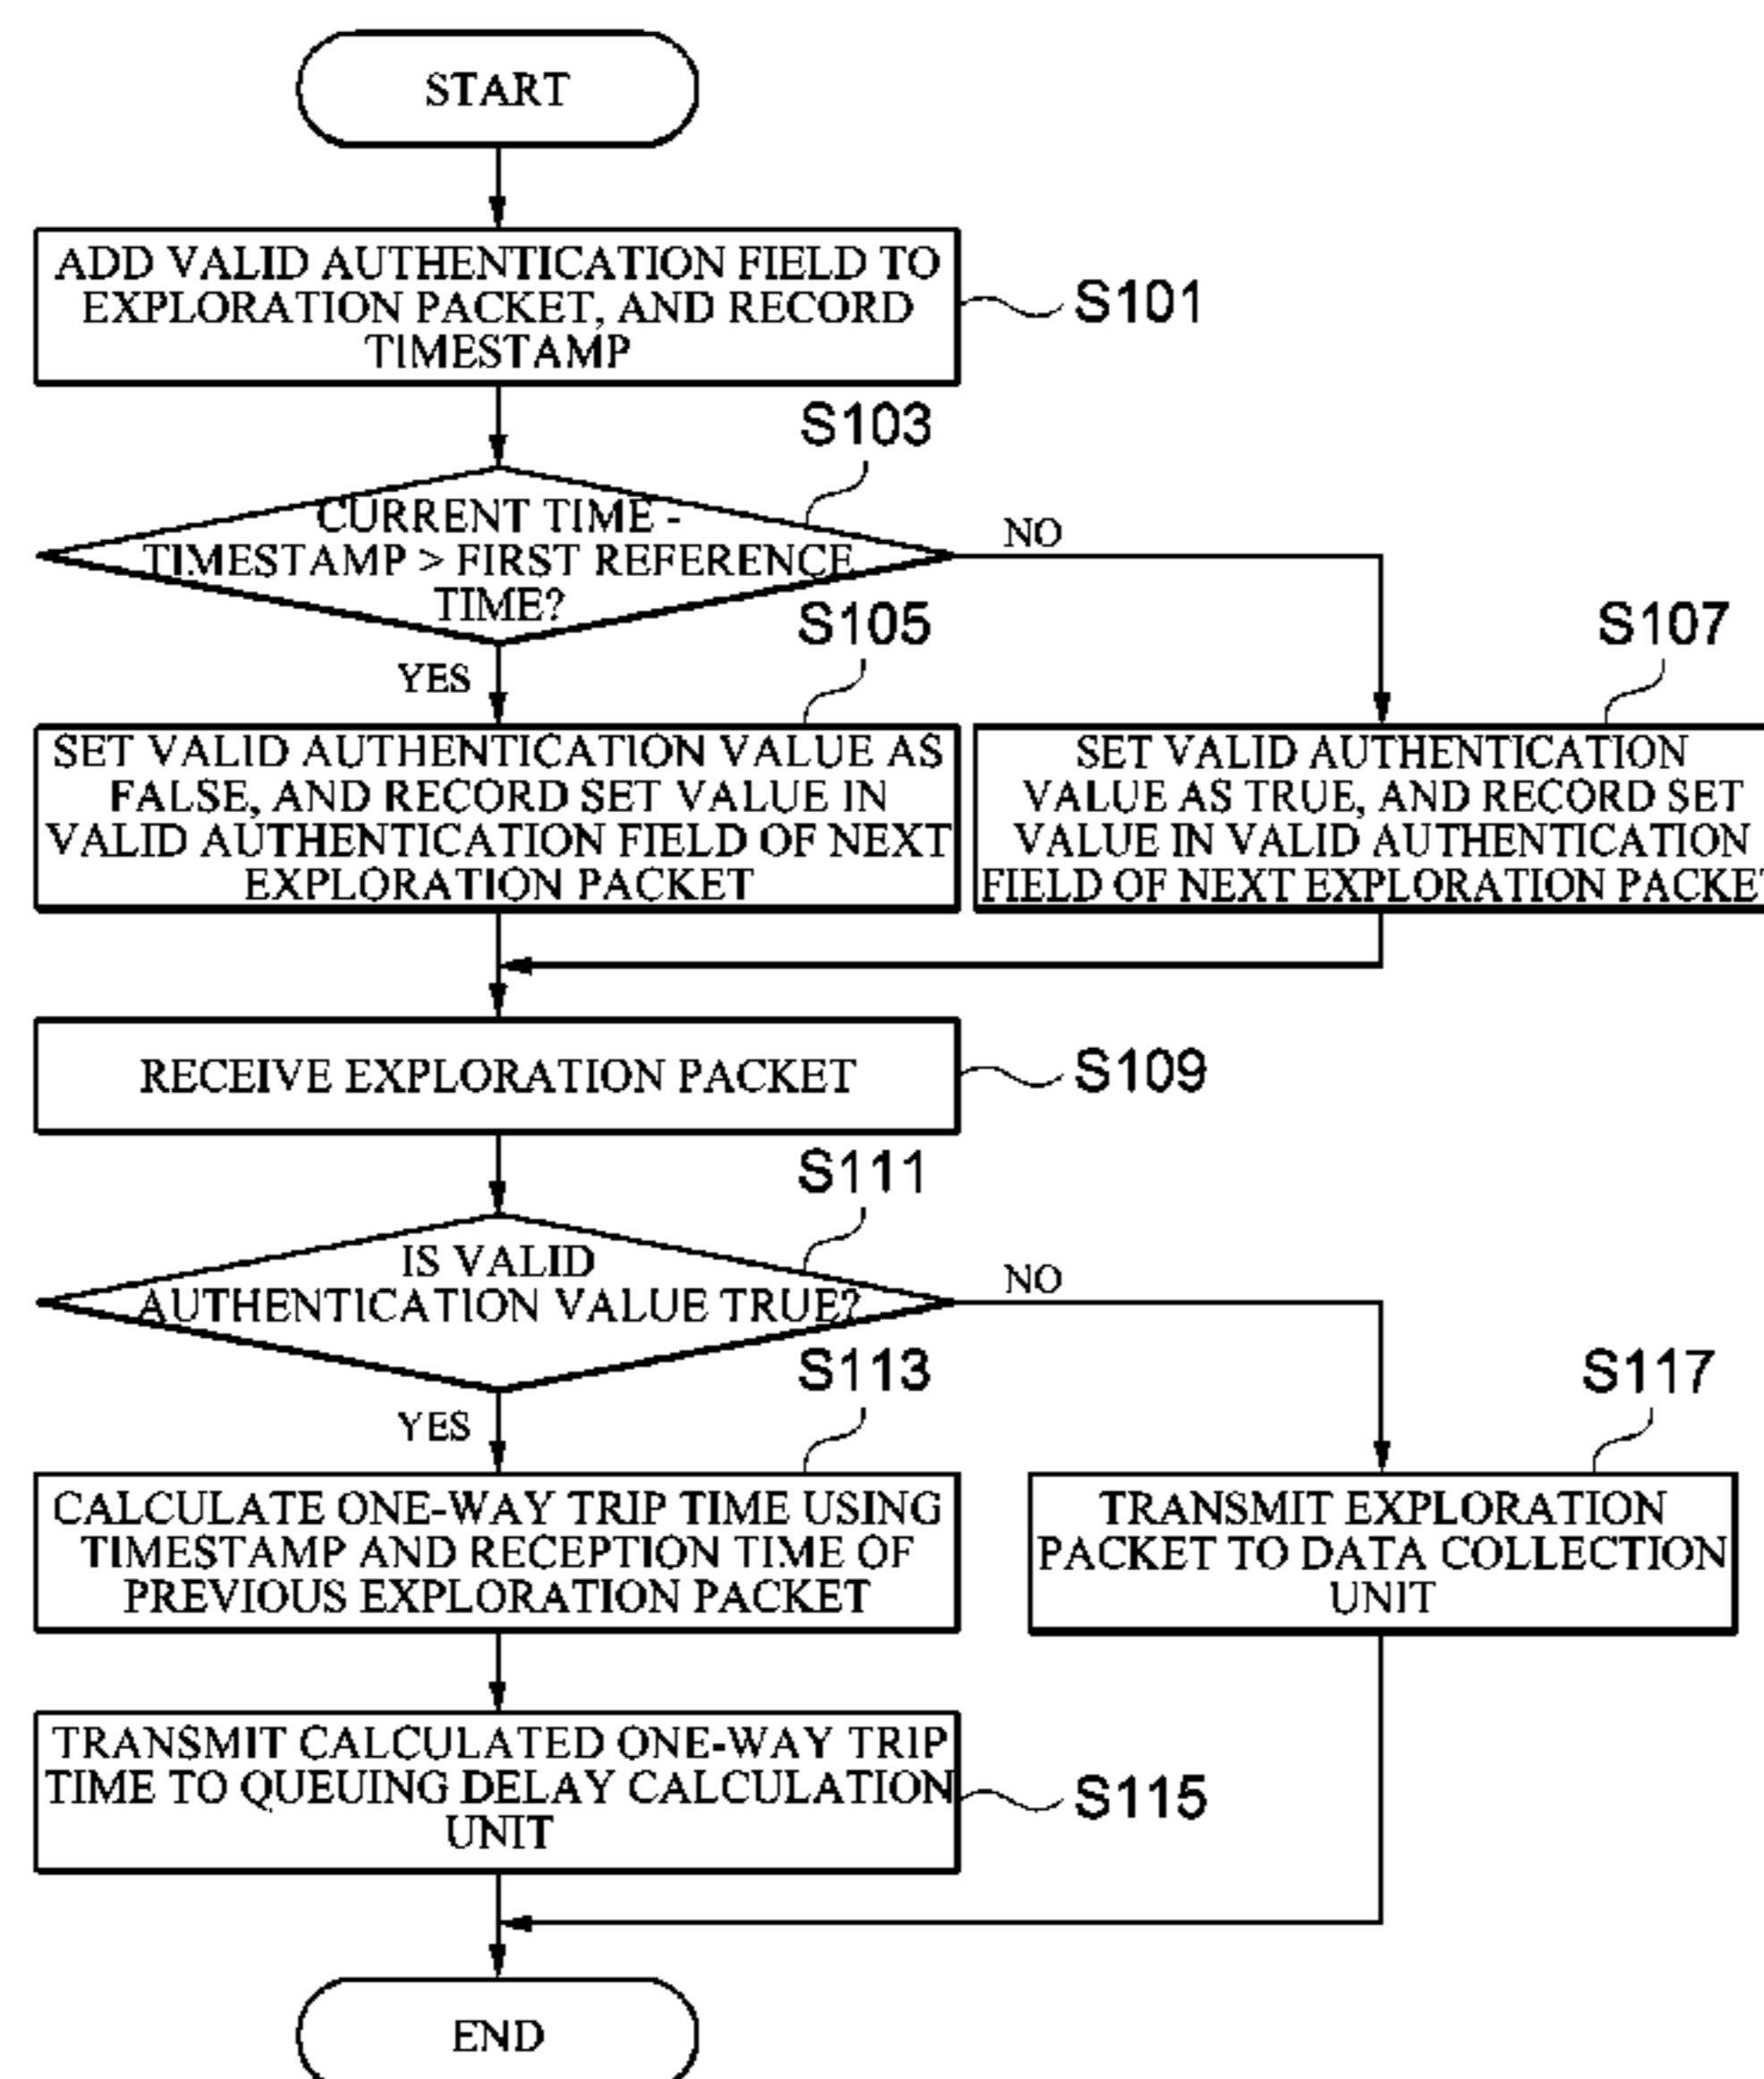 START
ADD VALID AUTHENTICATION FIELD TO
EXPLORATION PACKET, AND RECORD
TIMESTAMP
S101
S103
CURRENT TIME -
TIMESTAMP > FIRST REFERENCE
TIME?
NO
YES
S105
S107
SET VALID AUTHENTICATION VALUE AS
FALSE, AND RECORD SET VALUE IN
VALID AUTHENTICATION FIELD OF NEXT
EXPLORATION PACKET
SET VALID AUTHENTICATION
VALUE AS TRUE, AND RECORD SET
VALUE IN VALID AUTHENTICATION
FIELD OF NEXT EXPLORATION PACKET
RECEIVE EXPLORATION PACKET
S109
S111
IS VALID
AUTHENTICATION VALUE TRUE?
NO
YES
S113
S117
CALCULATE ONE-WAY TRIP TIME USING
TIMESTAMP AND RECEPTION TIME OF
PREVIOUS EXPLORATION PACKET
TRANSMIT EXPLORATION
PACKET TO DATA COLLECTION
UNIT
TRANSMIT CALCULATED ONE-WAY TRIP
TIME TO QUEUING DELAY CALCULATION
UNIT
S115
END